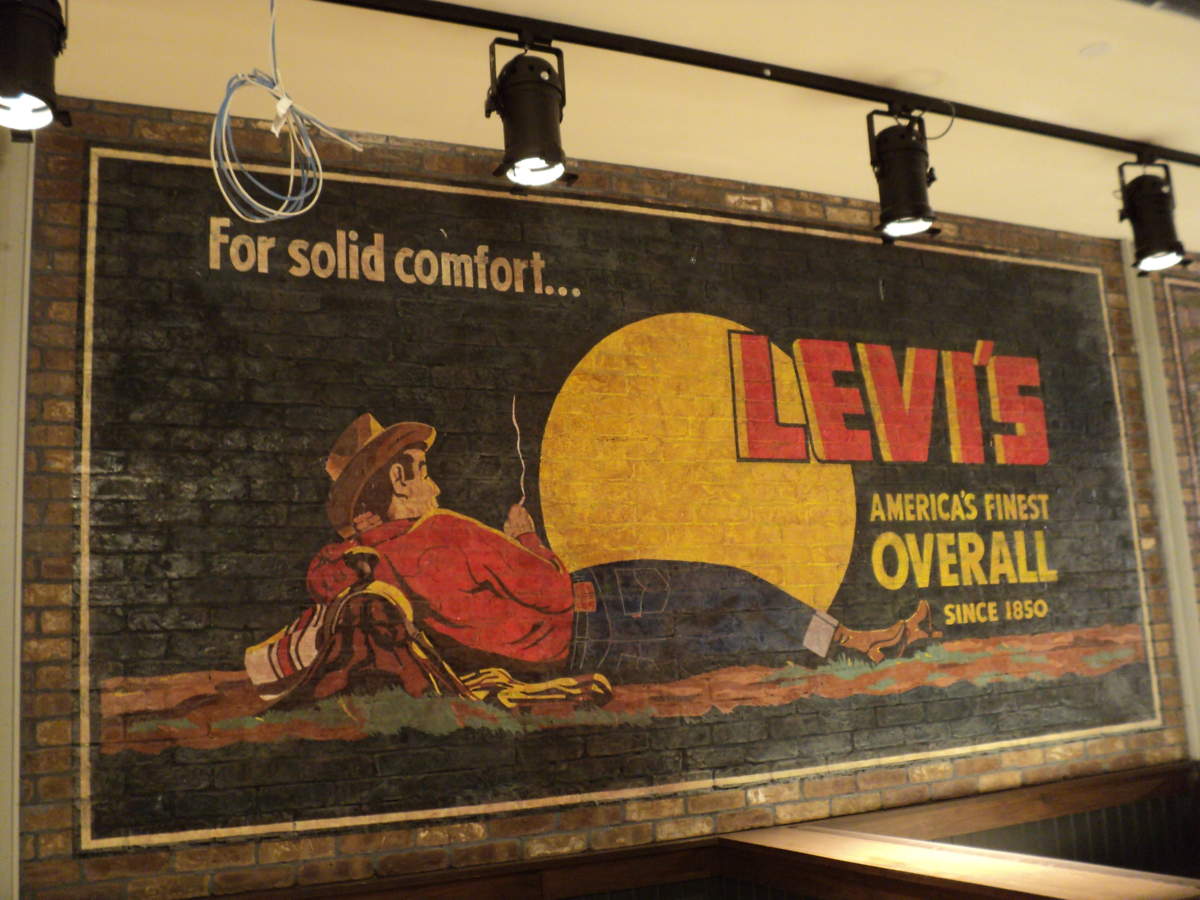 For solid comfort...
LEVI'S
AMERICA'S FINEST
OVERALL
SINCE 1850